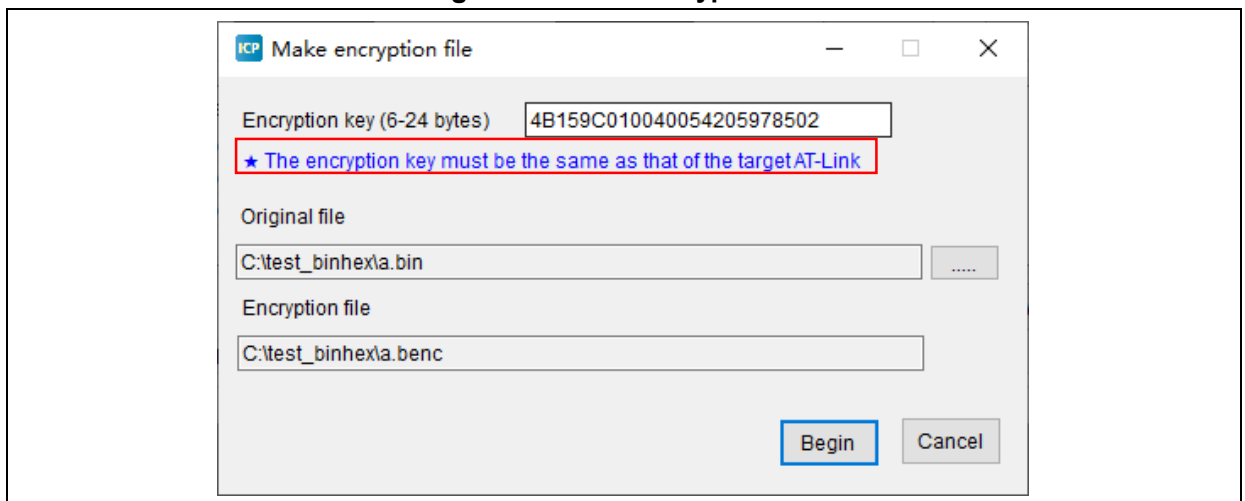 ICP Make encryption file
Encryption key (6-24 bytes) 4B159C010040054205978502
★ The encryption key must be the same as that of the target AT-Link
Original file
C:\test_binhex\a.bin .....
Encryption file
C:\test_binhex\a.benc
Begin Cancel